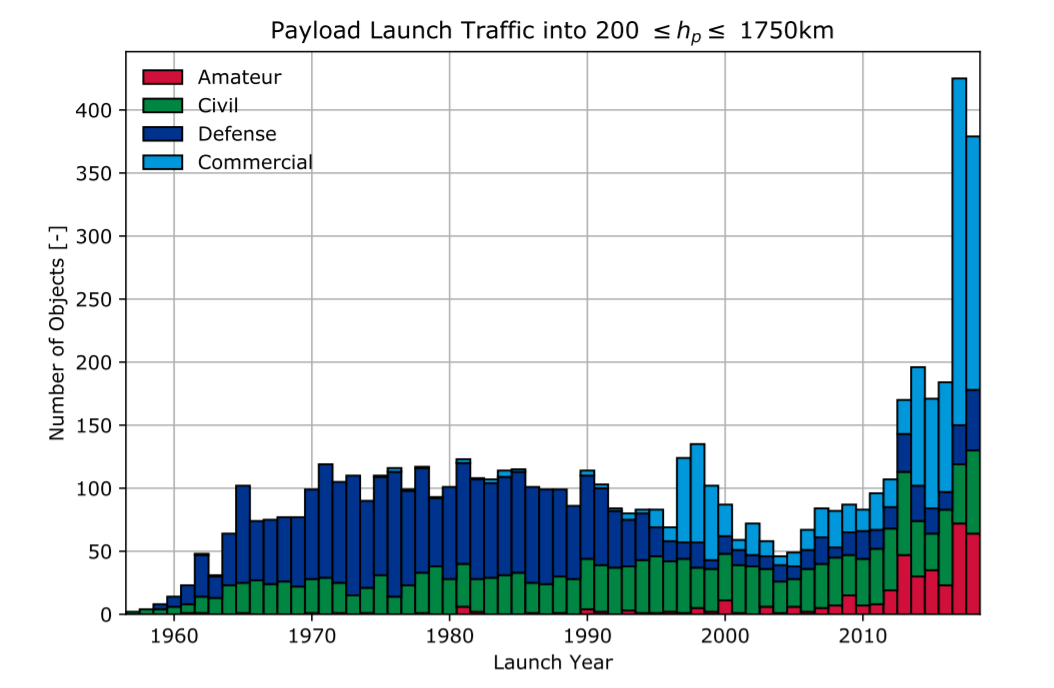 Payload Launch Traffic into 200 ≤ hₚ ≤ 1750km
Amateur
Civil
Defense
Commercial
Number of Objects [-]
400
350
300
250
200
150
100
50
0
1960 1970 1980 1990 2000 2010
Launch Year